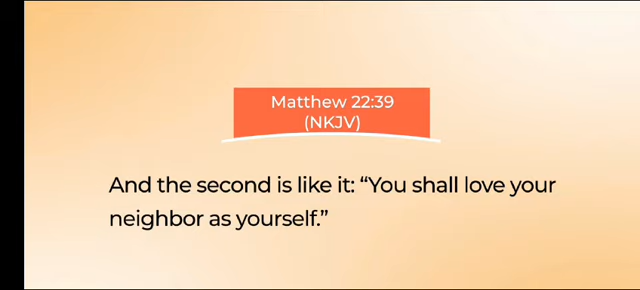 Matthew 22:39
(NKJV)
And the second is like it: “You shall love your
neighbor as yourself.”